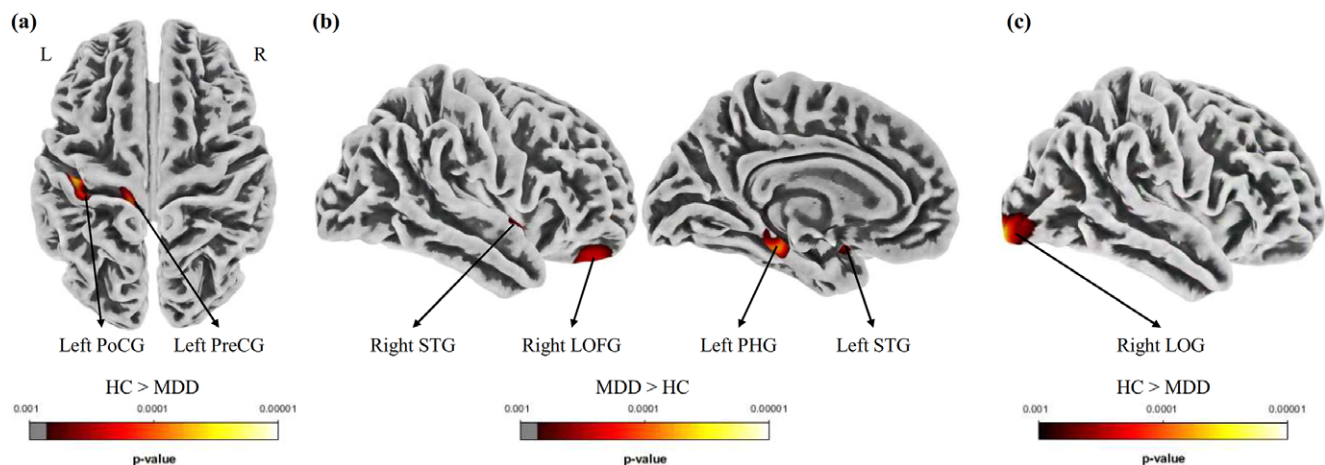 (a)
L
R
Left PoCG
Left PreCG
HC > MDD
0.001
0.0001
0.00001
p-value
(b)
Right STG
Right LOFG
Left PHG
Left STG
MDD > HC
0.001
0.0001
0.00001
p-value
(c)
Right LOG
HC > MDD
0.001
0.0001
0.00001
p-value